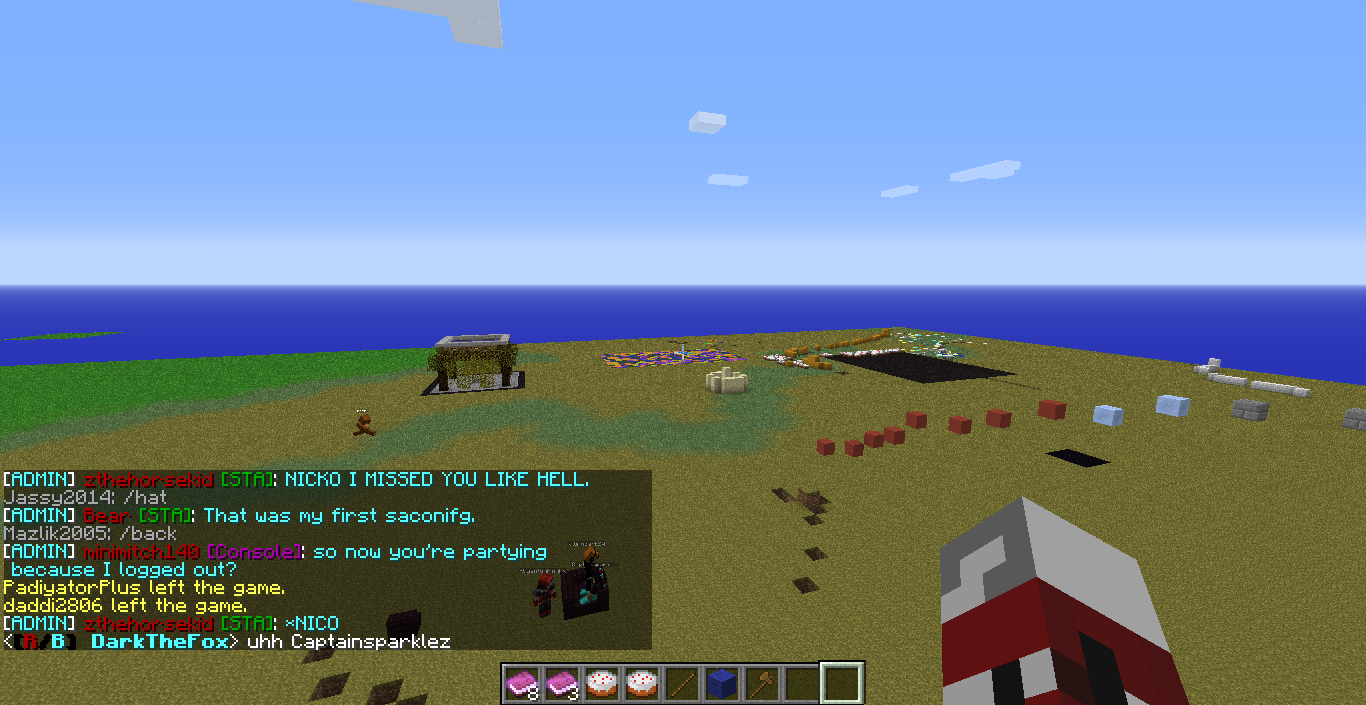 [ADMIN] zthehorsekid [STA]: NICKO I MISSED YOU LIKE HELL.
Jassy2014: /hat
[ADMIN] Bear [STA]: That was my first saconifg.
Mazlik2005: /back
[ADMIN] minimitch140 [Console]: so now you're partying
because I logged out?
PadiyatorPlus left the game.
daddi2806 left the game.
[ADMIN] zthehorsekid [STA]: *NICO
<[R/B] DarkTheFox> uhh Captainsparklez
8
3